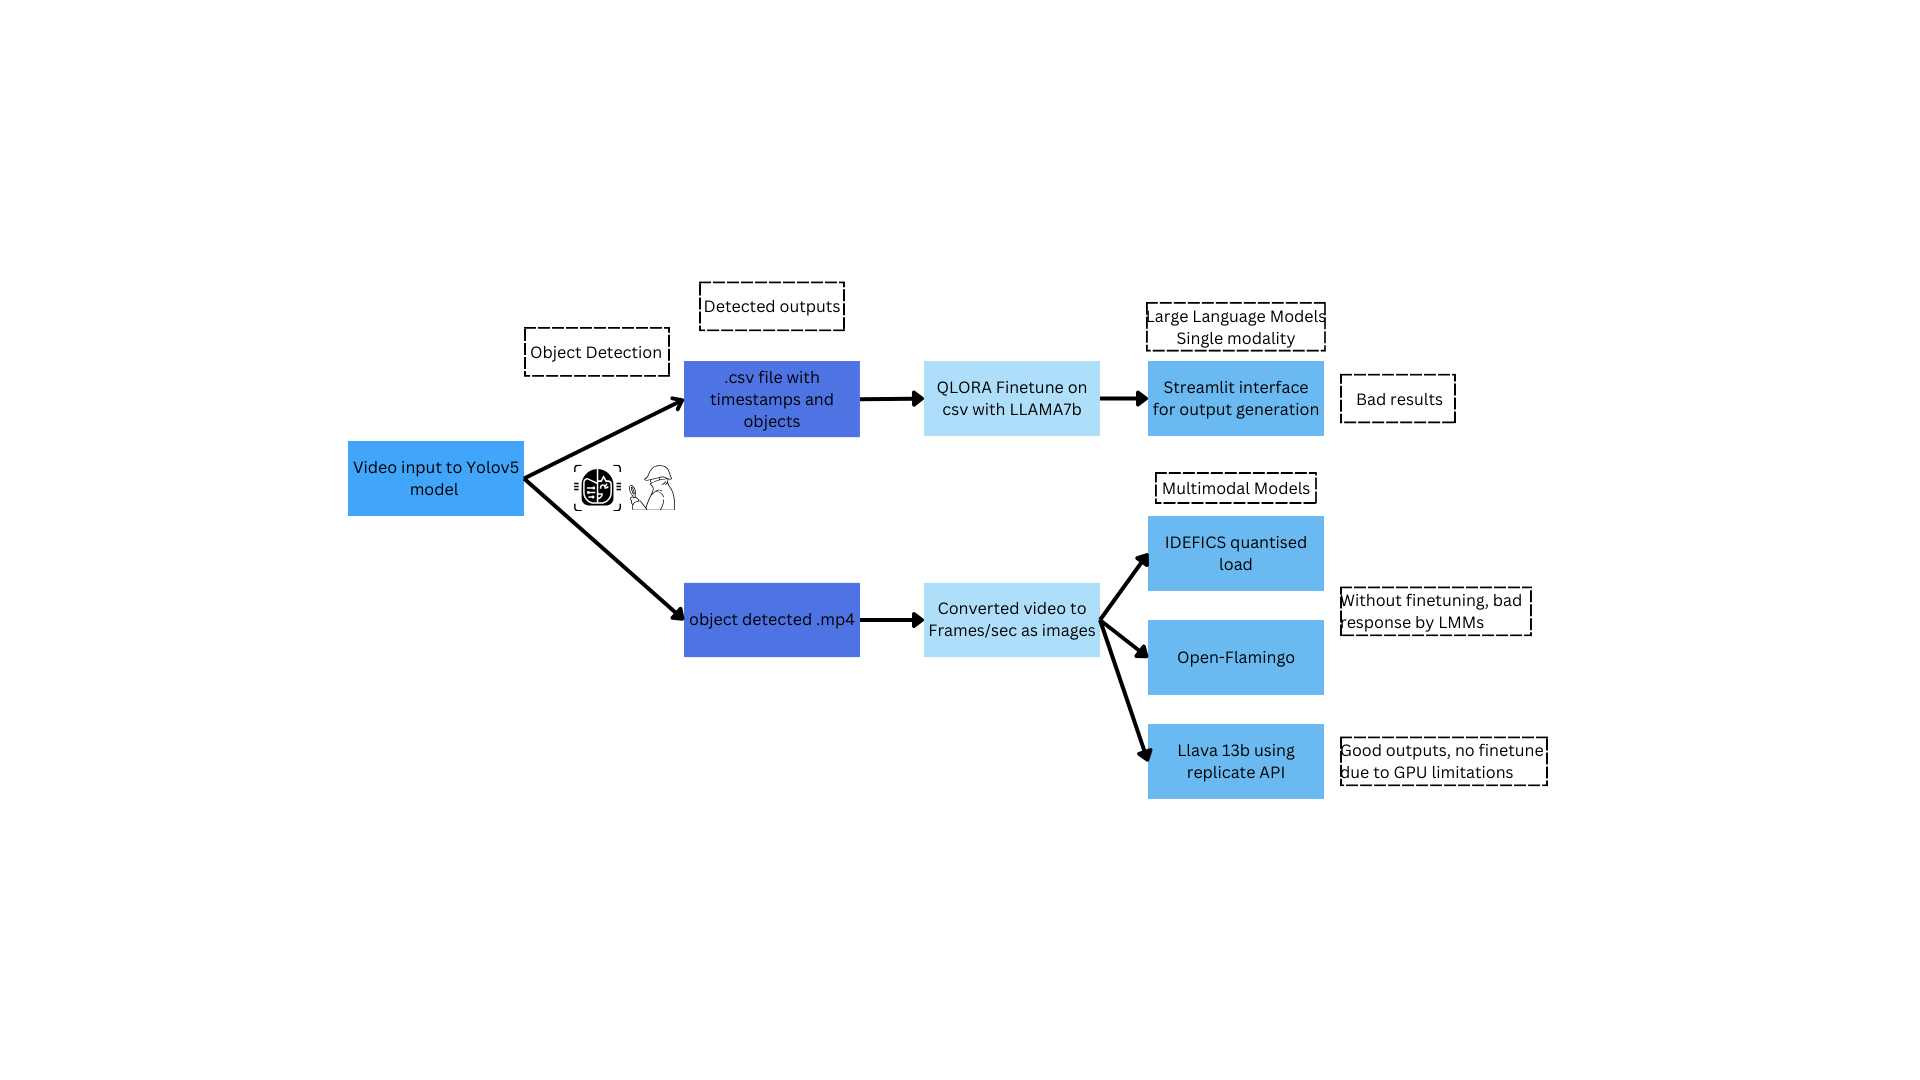 Detected outputs
Object Detection
Large Language Models
Single modality
.csv file with
timestamps and
objects
QLORA Finetune on
csv with LLAMA7b
Streamlit interface
for output generation
Bad results
Video input to Yolov5
model
Multimodal Models
IDEFICS quantised
load
object detected .mp4
Converted video to
Frames/sec as images
Without finetuning, bad
response by LMMs
Open-Flamingo
Llava 13b using
replicate API
Good outputs, no finetune
due to GPU limitations